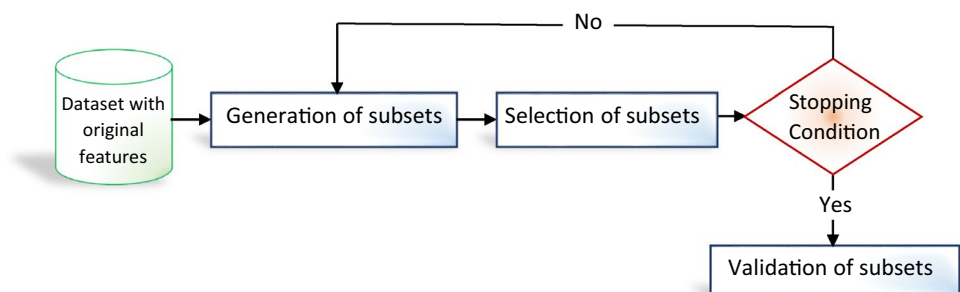 No
Dataset with
original
features
Generation of subsets
Selection of subsets
Stopping
Condition
Yes
Validation of subsets